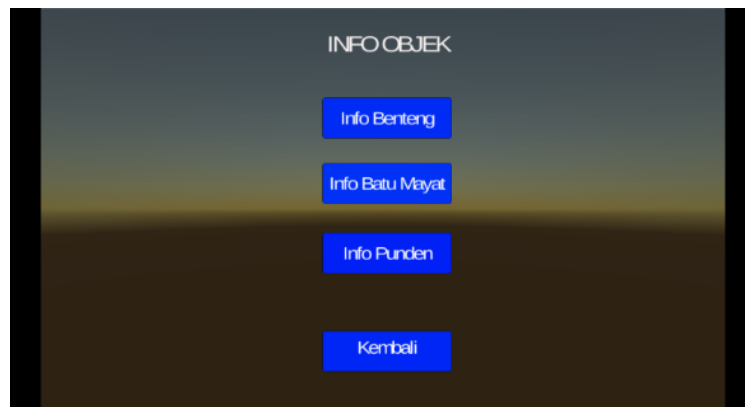 INFO OBJEK
Info Benteng
Info Batu Mayat
Info Punden
Kembali